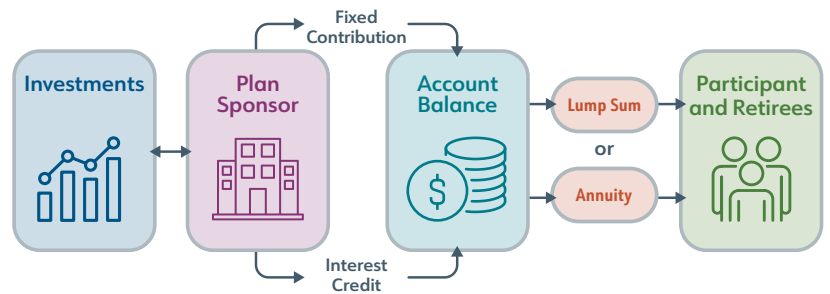 Fixed
Contribution
Investments
Plan
Sponsor
Account
Balance
$
Lump Sum
or
Annuity
Participant
and Retirees
Interest
Credit